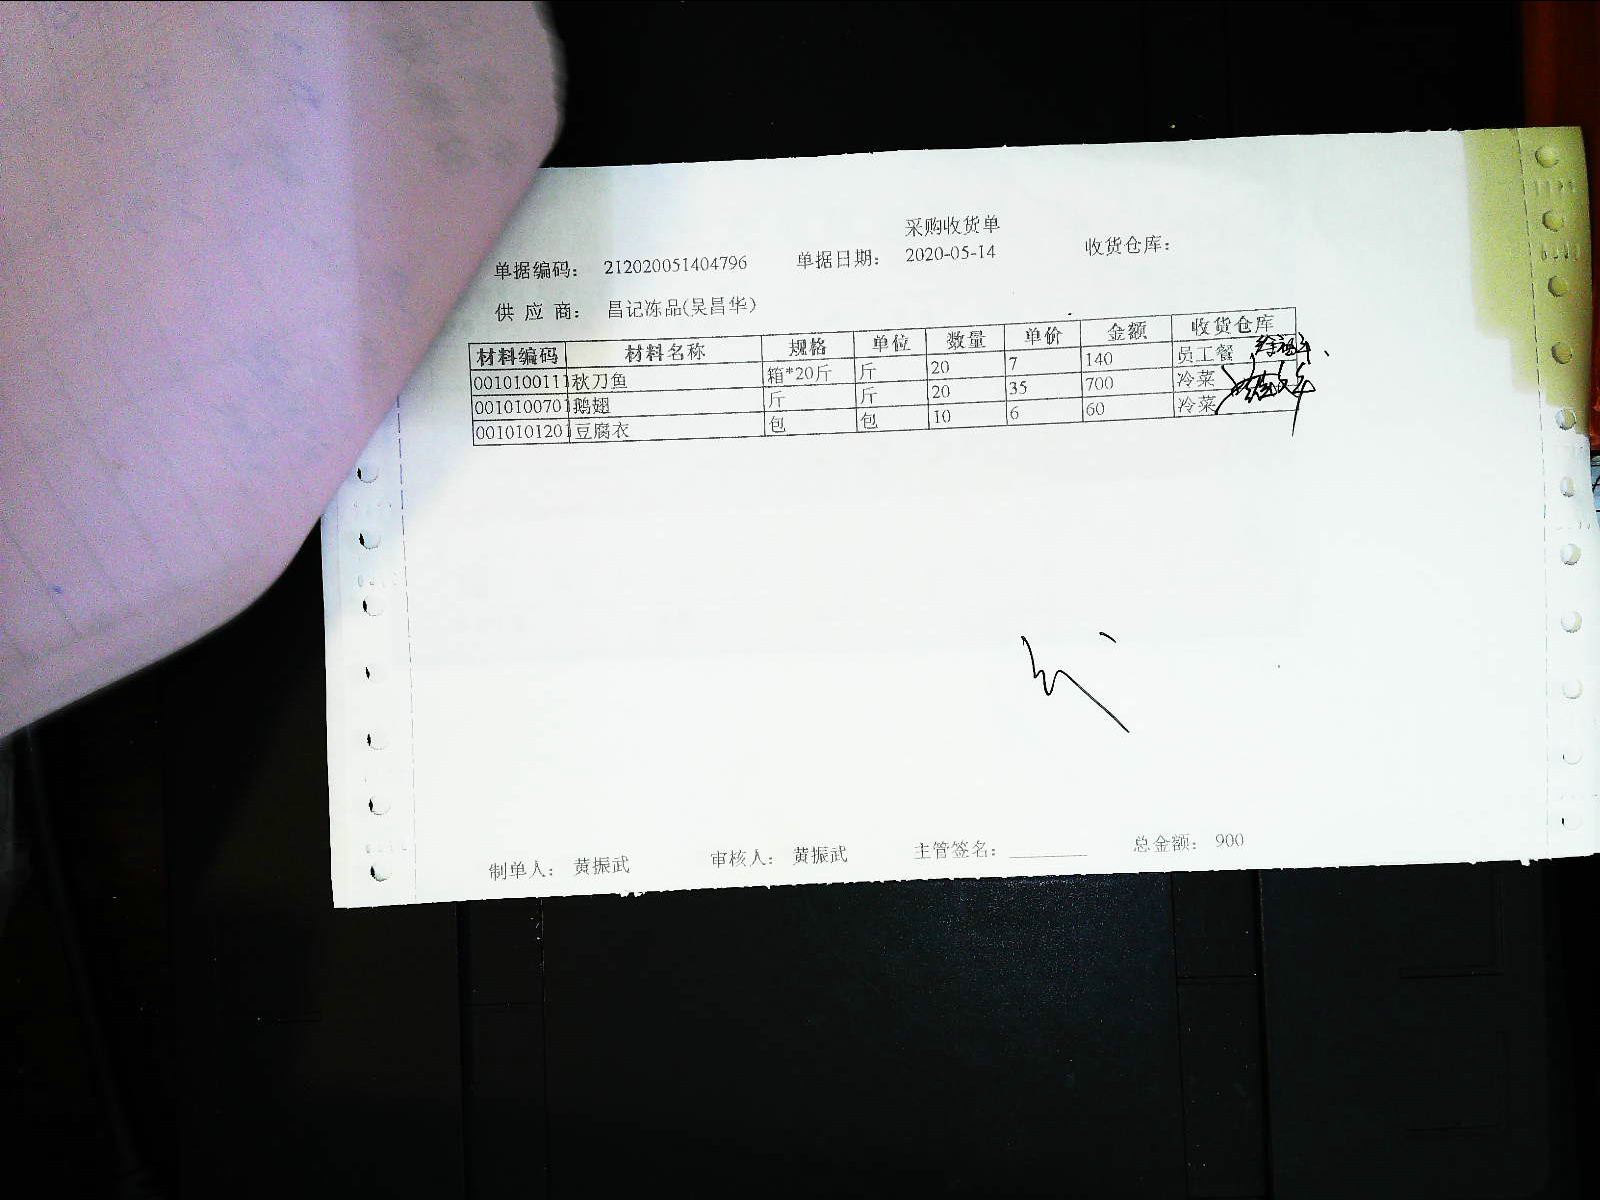 采购收货单
单据编码： 212020051404796 单据日期： 2020-05-14 收货仓库：
供 应 商： 昌记冻品(吴昌华)
材料编码 材料名称 规格 单位 数量 单价 金额 收货仓库
0010100111 秋刀鱼 箱*20斤 斤 20 7 140 员工餐
0010100701 鹅翅 斤 斤 20 35 700 冷菜
0010101201 豆腐衣 包 包 10 6 60 冷菜
制单人： 黄振武 审核人： 黄振武 主管签名： 总金额： 900